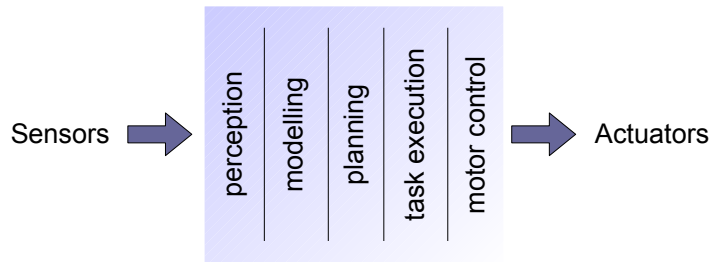 Sensors
perception
modelling
planning
task execution
motor control
Actuators